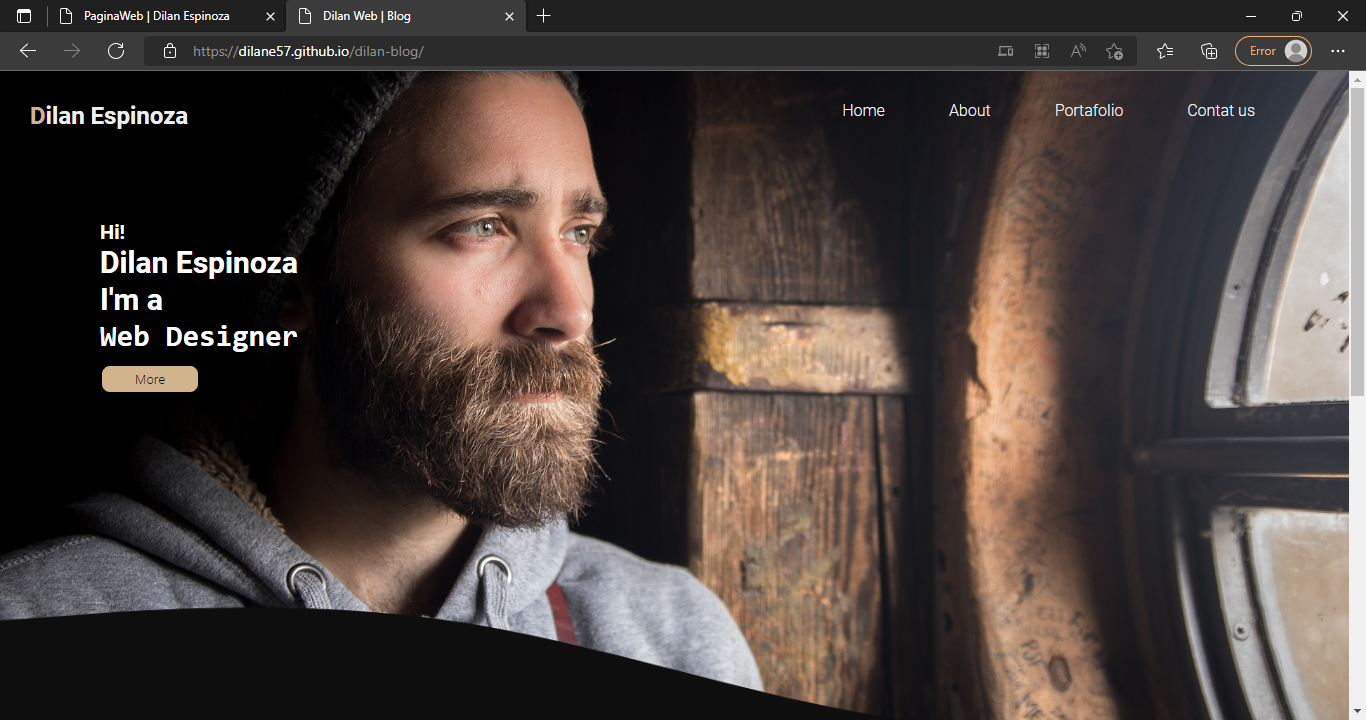 PaginaWeb | Dilan Espinoza
Dilan Web | Blog
https://dilane57.github.io/dilan-blog/
Error
Dilan Espinoza
Home
About
Portafolio
Contat us
Hi!
Dilan Espinoza
I'm a
Web Designer
More